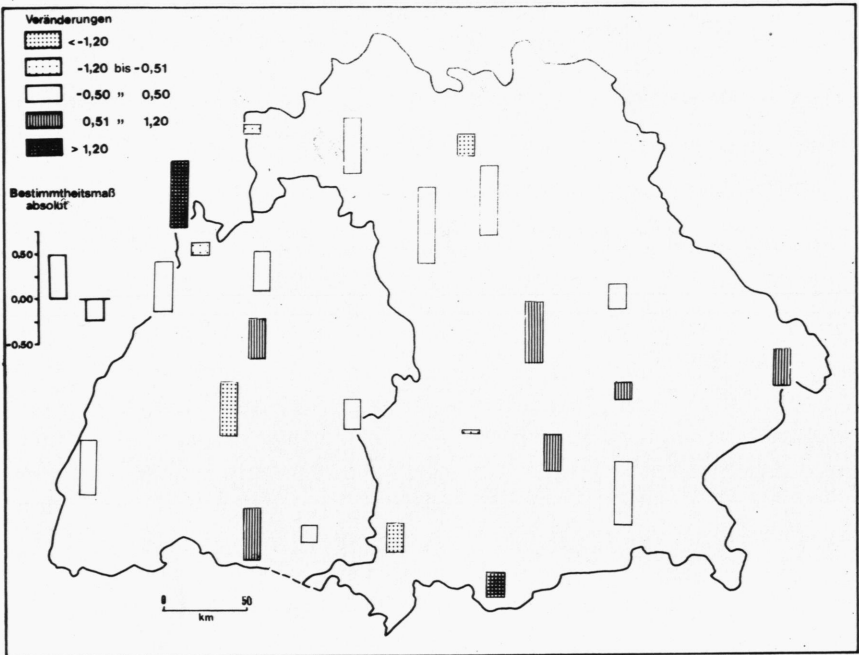 Veränderungen
<-1,20
-1,20 bis -0,51
-0,50 " 0,50
0,51 " 1,20
> 1,20
Bestimmtheitsmaß
absolut
0,50
0,00
-0,50
0 50
km